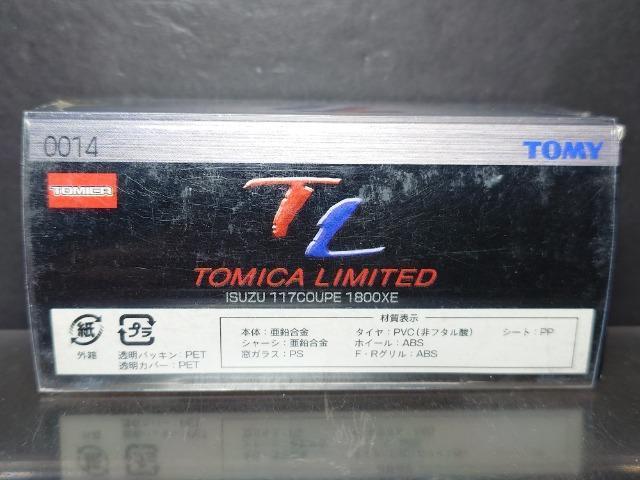 0014
TOMY
TOMICA
TL
TOMICA LIMITED
ISUZU 117COUPE 1800XE
紙
外箱
プラ
透明パッキン:PET
透明カバー:PET
材質表示
本体:亜鉛合金 タイヤ:PVC(非フタル酸) シート:PP
シャーシ:亜鉛合金 ホイール:ABS
窓ガラス:PS F・Rグリル:ABS